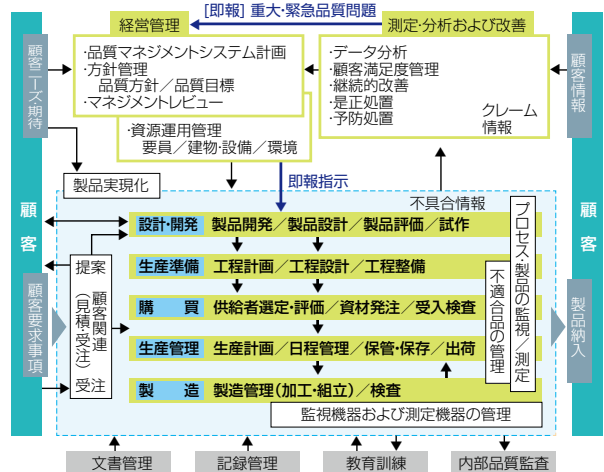 [即報] 重大・緊急品質問題
経営管理
測定・分析および改善
・品質マネジメントシステム計画
・方針管理
品質方針／品質目標
・マネジメントレビュー
・資源運用管理
要員／建物・設備／環境
・データ分析
・顧客満足度管理
・継続的改善
・是正処置
・予防処置
クレーム
情報
顧客ニーズ・期待
顧客情報
製品実現化
即報指示
不具合情報
顧客
顧客
設計・開発 製品開発／製品設計／製品評価／試作
生産準備 工程計画／工程設計／工程整備
購買 供給者選定・評価／資材発注／受入検査
生産管理 生産計画／日程管理／保管・保存／出荷
製造 製造管理(加工・組立)／検査
提案
顧客関連
(見積・受注)
受注
顧客要求事項
不適合品の管理
プロセス・製品の監視／測定
製品納入
監視機器および測定機器の管理
文書管理
記録管理
教育訓練
内部品質監査